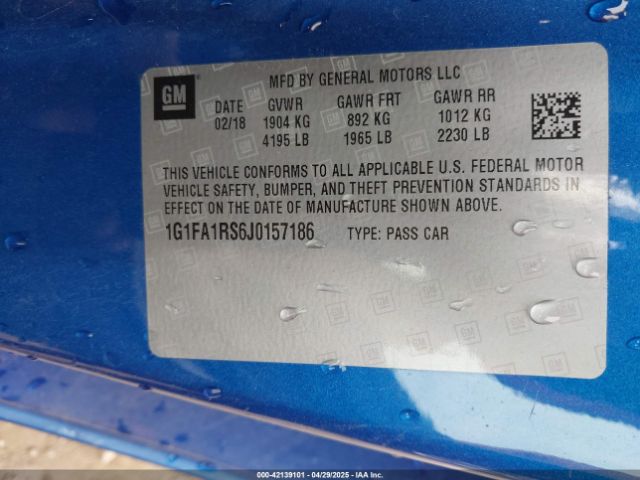 GM
MFD BY GENERAL MOTORS LLC
DATE GVWR GAWR FRT GAWR RR
02/18 1904 KG 892 KG 1012 KG
4195 LB 1965 LB 2230 LB
THIS VEHICLE CONFORMS TO ALL APPLICABLE U.S. FEDERAL MOTOR
VEHICLE SAFETY, BUMPER, AND THEFT PREVENTION STANDARDS IN
EFFECT ON THE DATE OF MANUFACTURE SHOWN ABOVE.
1G1FA1RS6J0157186 TYPE: PASS CAR
000-42139101 - 04/29/2025 - IAAI.COM